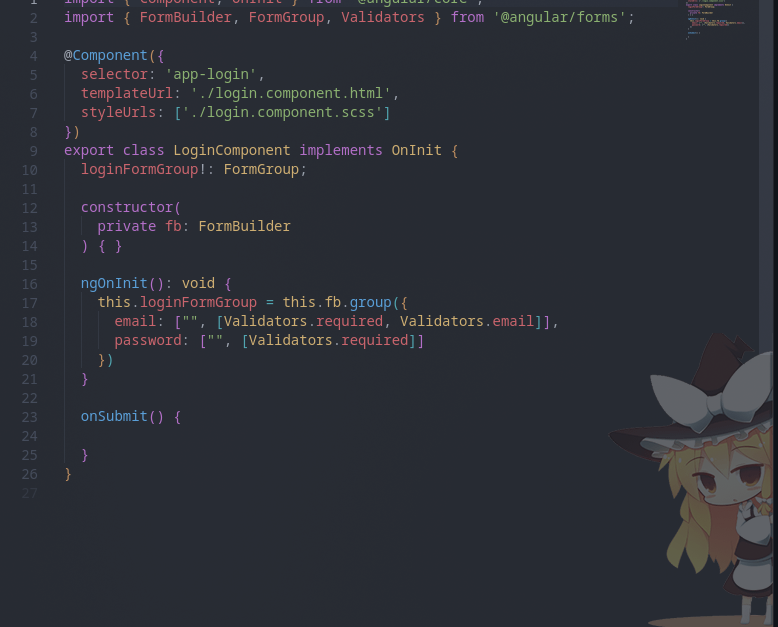 1 import { Component, OnInit } from '@angular/core';
2 import { FormBuilder, FormGroup, Validators } from '@angular/forms';
3
4 @Component({
5   selector: 'app-login',
6   templateUrl: './login.component.html',
7   styleUrls: ['./login.component.scss']
8 })
9 export class LoginComponent implements OnInit {
10   loginFormGroup!: FormGroup;
11
12   constructor(
13     private fb: FormBuilder
14   ) { }
15
16   ngOnInit(): void {
17     this.loginFormGroup = this.fb.group({
18       email: ["", [Validators.required, Validators.email]],
19       password: ["", [Validators.required]]
20     })
21   }
22
23   onSubmit() {
24
25   }
26 }
27